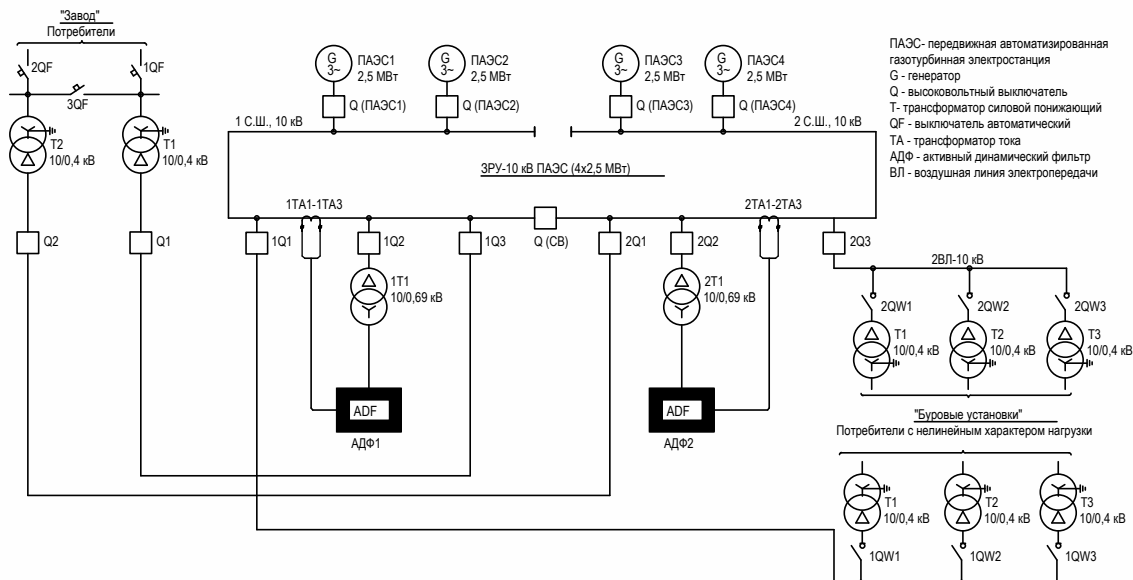 "Завод"
Потребители
2QF
1QF
3QF
T2
10/0,4 кВ
T1
10/0,4 кВ
Q2
Q1
G
3~
ПАЭС1
2,5 МВт
G
3~
ПАЭС2
2,5 МВт
G
3~
ПАЭС3
2,5 МВт
G
3~
ПАЭС4
2,5 МВт
Q (ПАЭС1)
Q (ПАЭС2)
Q (ПАЭС3)
Q (ПАЭС4)
1 С.Ш., 10 кВ
2 С.Ш., 10 кВ
ЗРУ-10 кВ ПАЭС (4х2,5 МВт)
ПАЭС- передвижная автоматизированная
газотурбинная электростанция
G - генератор
Q - высоковольтный выключатель
Т- трансформатор силовой понижающий
QF - выключатель автоматический
ТА - трансформатор тока
АДФ - активный динамический фильтр
ВЛ - воздушная линия электропередачи
1ТА1-1ТА3
2ТА1-2ТА3
1Q1
1Q2
1Q3
Q (СВ)
2Q1
2Q2
2Q3
1Т1
10/0,69 кВ
2Т1
10/0,69 кВ
ADF
АДФ1
ADF
АДФ2
2ВЛ-10 кВ
2QW1
2QW2
2QW3
T1
10/0,4 кВ
T2
10/0,4 кВ
T3
10/0,4 кВ
"Буровые установки"
Потребители с нелинейным характером нагрузки
T1
10/0,4 кВ
T2
10/0,4 кВ
T3
10/0,4 кВ
1QW1
1QW2
1QW3